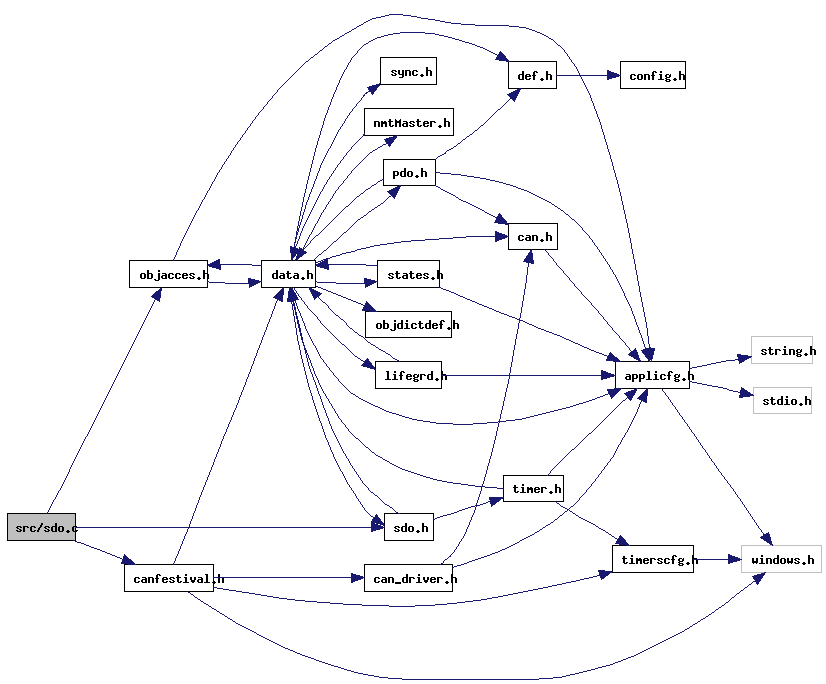 sync.h
def.h
config.h
nmtMaster.h
pdo.h
can.h
objacces.h
data.h
states.h
objdictdef.h
string.h
lifegrd.h
applicfg.h
stdio.h
timer.h
src/sdo.c
sdo.h
timerscfg.h
windows.h
canfestival.h
can_driver.h